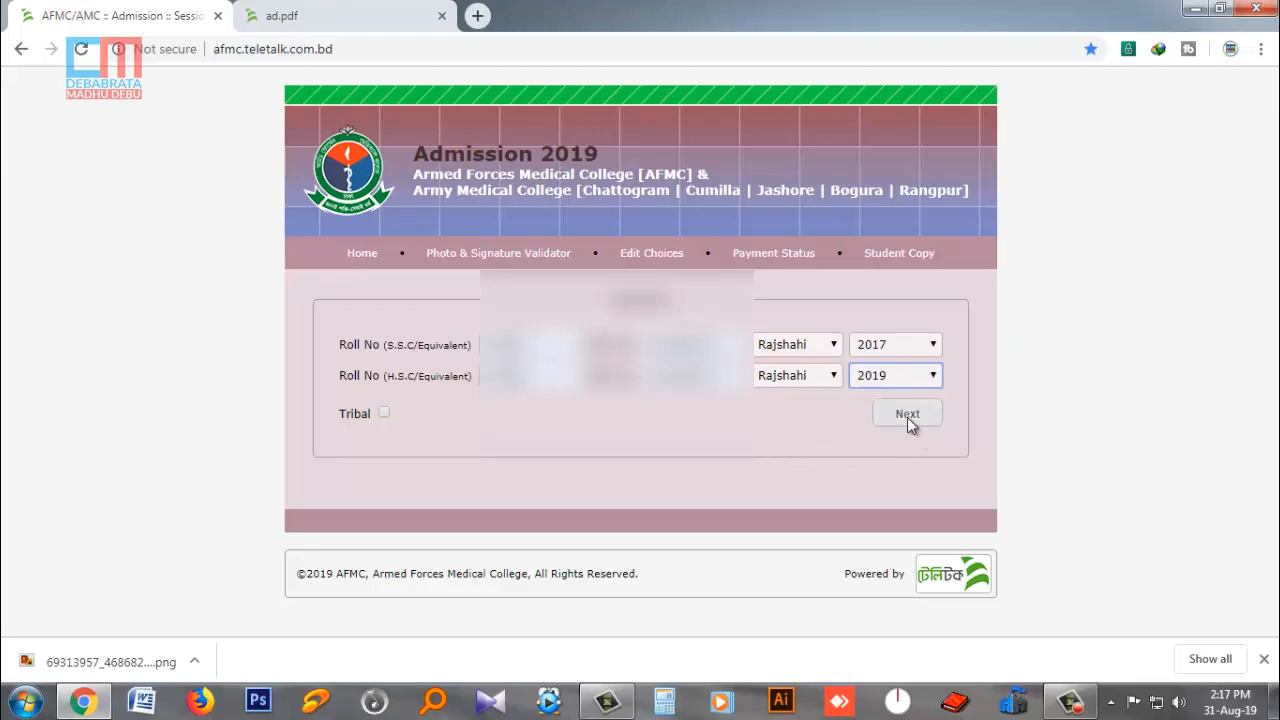 AFMC/AMC :: Admission :: Sessi
ad.pdf
Not secure
afmc.teletalk.com.bd
DEBABRATA
MADHU DEBU
Admission 2019
Armed Forces Medical College [AFMC] &
Army Medical College [Chattogram | Cumilla | Jashore | Bogura | Rangpur]
Home • Photo & Signature Validator • Edit Choices • Payment Status • Student Copy
Roll No (S.S.C/Equivalent) Rajshahi 2017
Roll No (H.S.C/Equivalent) Rajshahi 2019
Tribal
Next
©2019 AFMC, Armed Forces Medical College, All Rights Reserved.
Powered by
টেলিটক
69313957_468682....png
Show all
Ps
Ai
2:17 PM
31-Aug-19